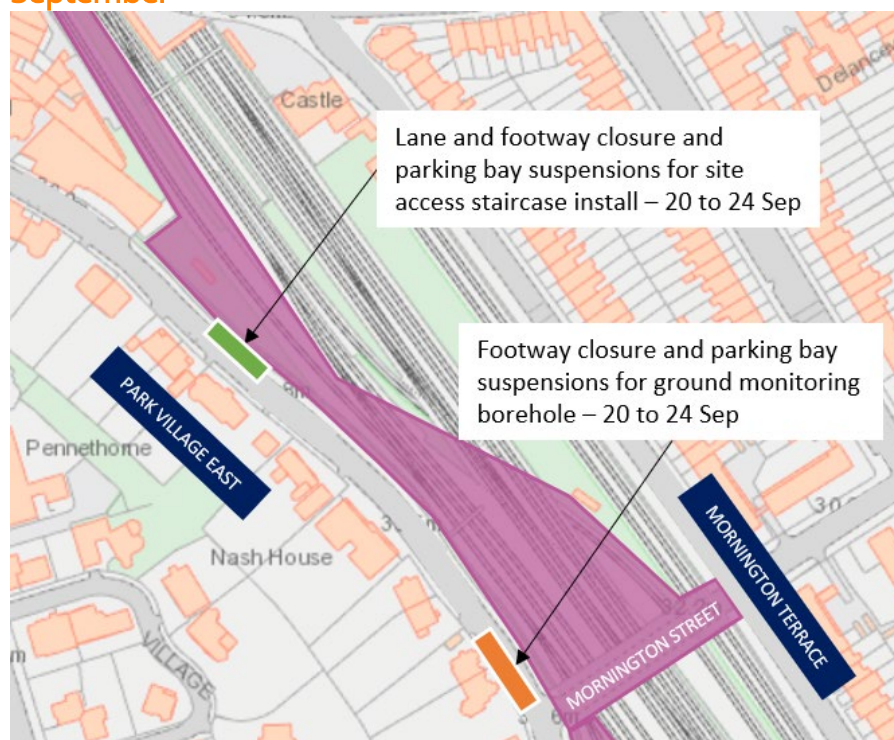 September
Castle
Delanc
Lane and footway closure and
parking bay suspensions for site
access staircase install – 20 to 24 Sep
Footway closure and parking bay
suspensions for ground monitoring
borehole – 20 to 24 Sep
PARK VILLAGE EAST
Pennethorne
Nash House
MORNINGTON TERRACE
MORNINGTON STREET
VILLAGE